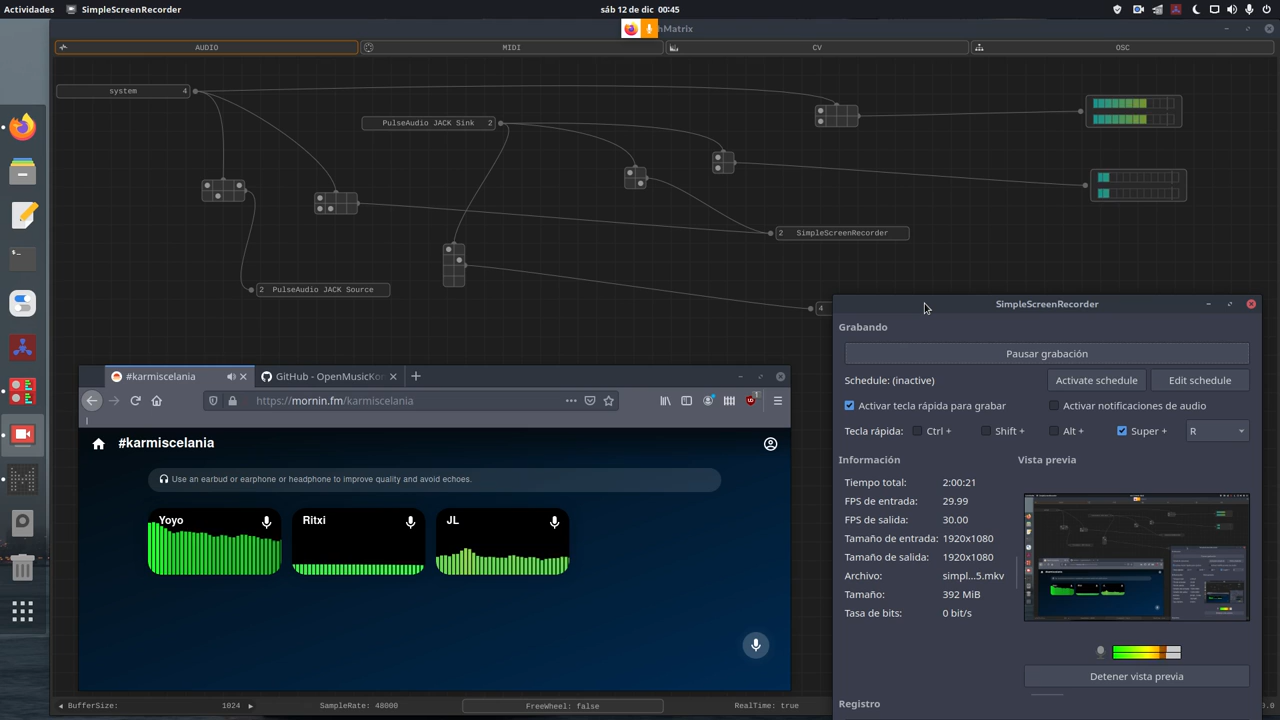 Actividades SimpleScreenRecorder sáb 12 de dic 00:45
hMatrix
AUDIO MIDI CV OSC
system 4
PulseAudio JACK Sink 2
2 SimpleScreenRecorder
2 PulseAudio JACK Source
4
SimpleScreenRecorder
Grabando
Pausar grabación
Schedule: (inactive) Activate schedule Edit schedule
Activar tecla rápida para grabar Activar notificaciones de audio
Tecla rápida: Ctrl + Shift + Alt + Super + R
Información Vista previa
Tiempo total: 2:00:21
FPS de entrada: 29.99
FPS de salida: 30.00
Tamaño de entrada: 1920x1080
Tamaño de salida: 1920x1080
Archivo: simpl...5.mkv
Tamaño: 392 MiB
Tasa de bits: 0 bit/s
Detener vista previa
Registro
#karmiscelania GitHub - OpenMusicKo
https://mornin.fm/karmiscelania
#karmiscelania
Use an earbud or earphone or headphone to improve quality and avoid echoes.
Yoyo Ritxi JL
BufferSize: 1024 SampleRate: 48000 FreeWheel: false RealTime: true